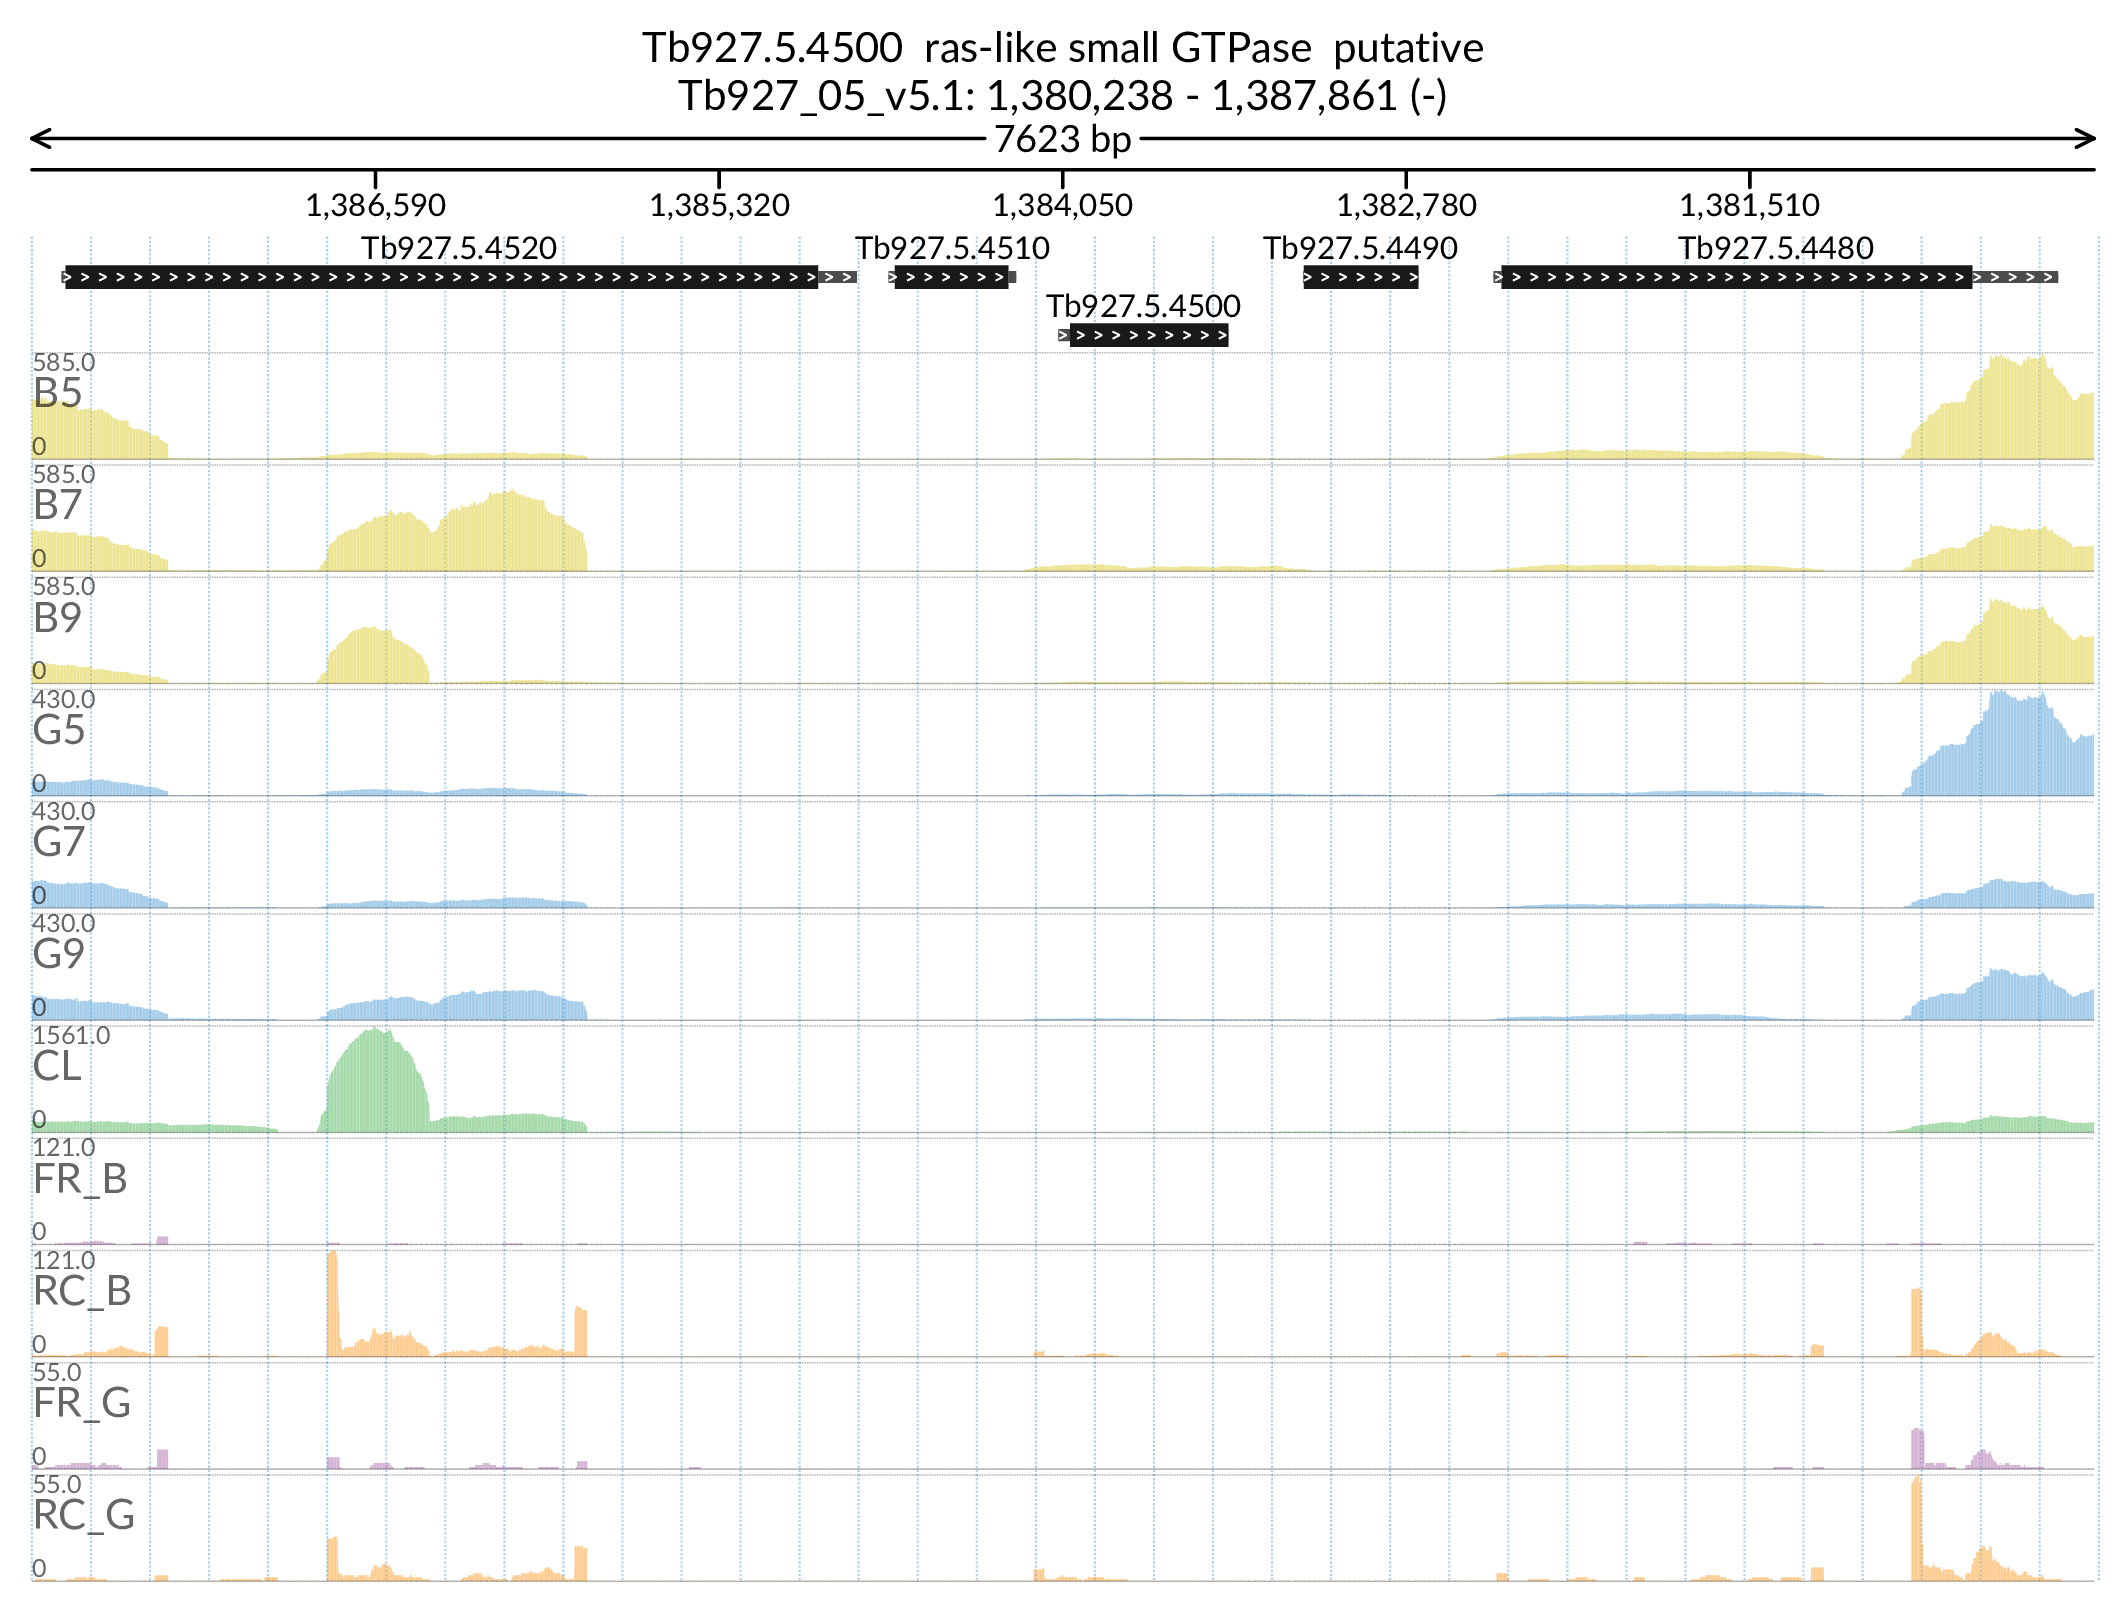 Tb927.5.4500  ras-like small GTPase  putative
Tb927_05_v5.1: 1,380,238 - 1,387,861 (-)
7623 bp
1,386,590 1,385,320 1,384,050 1,382,780 1,381,510
Tb927.5.4520 Tb927.5.4510 Tb927.5.4490 Tb927.5.4480
Tb927.5.4500
585.0
B5
0
585.0
B7
0
585.0
B9
0
430.0
G5
0
430.0
G7
0
430.0
G9
0
1561.0
CL
0
121.0
FR_B
0
121.0
RC_B
0
55.0
FR_G
0
55.0
RC_G
0